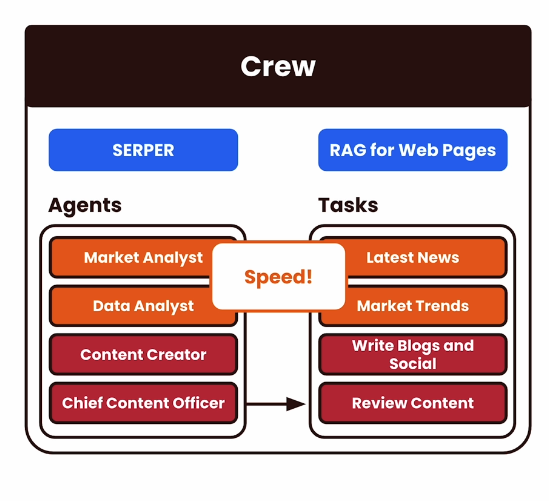 Crew
SERPER
RAG for Web Pages
Agents
Tasks
Market Analyst
Data Analyst
Content Creator
Chief Content Officer
Speed!
Latest News
Market Trends
Write Blogs and
Social
Review Content